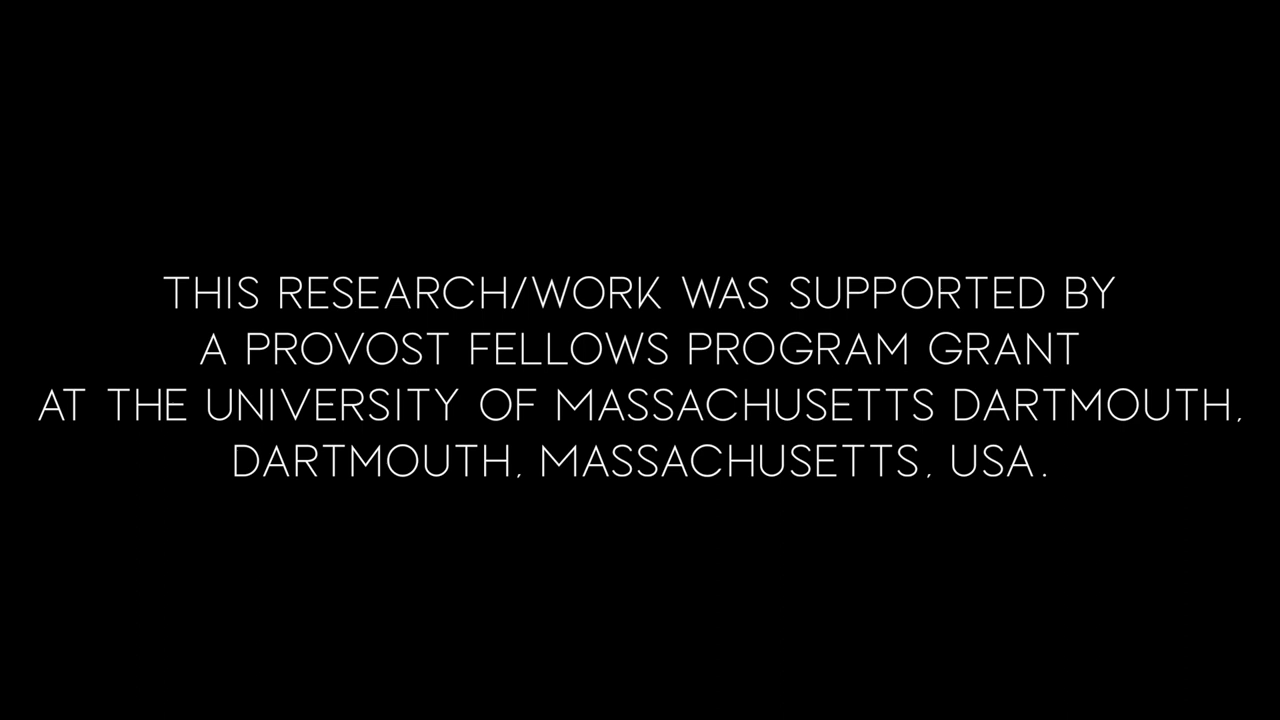 THIS RESEARCH/WORK WAS SUPPORTED BY
A PROVOST FELLOWS PROGRAM GRANT
AT THE UNIVERSITY OF MASSACHUSETTS DARTMOUTH,
DARTMOUTH, MASSACHUSETTS, USA.